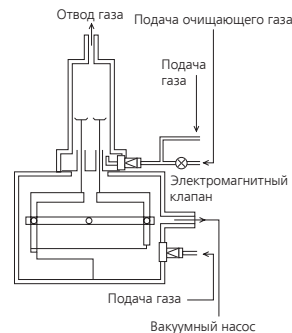 Отвод газа
Подача очищающего газа
Подача
газа
Электромагнитный
клапан
Подача газа
Вакуумный насос